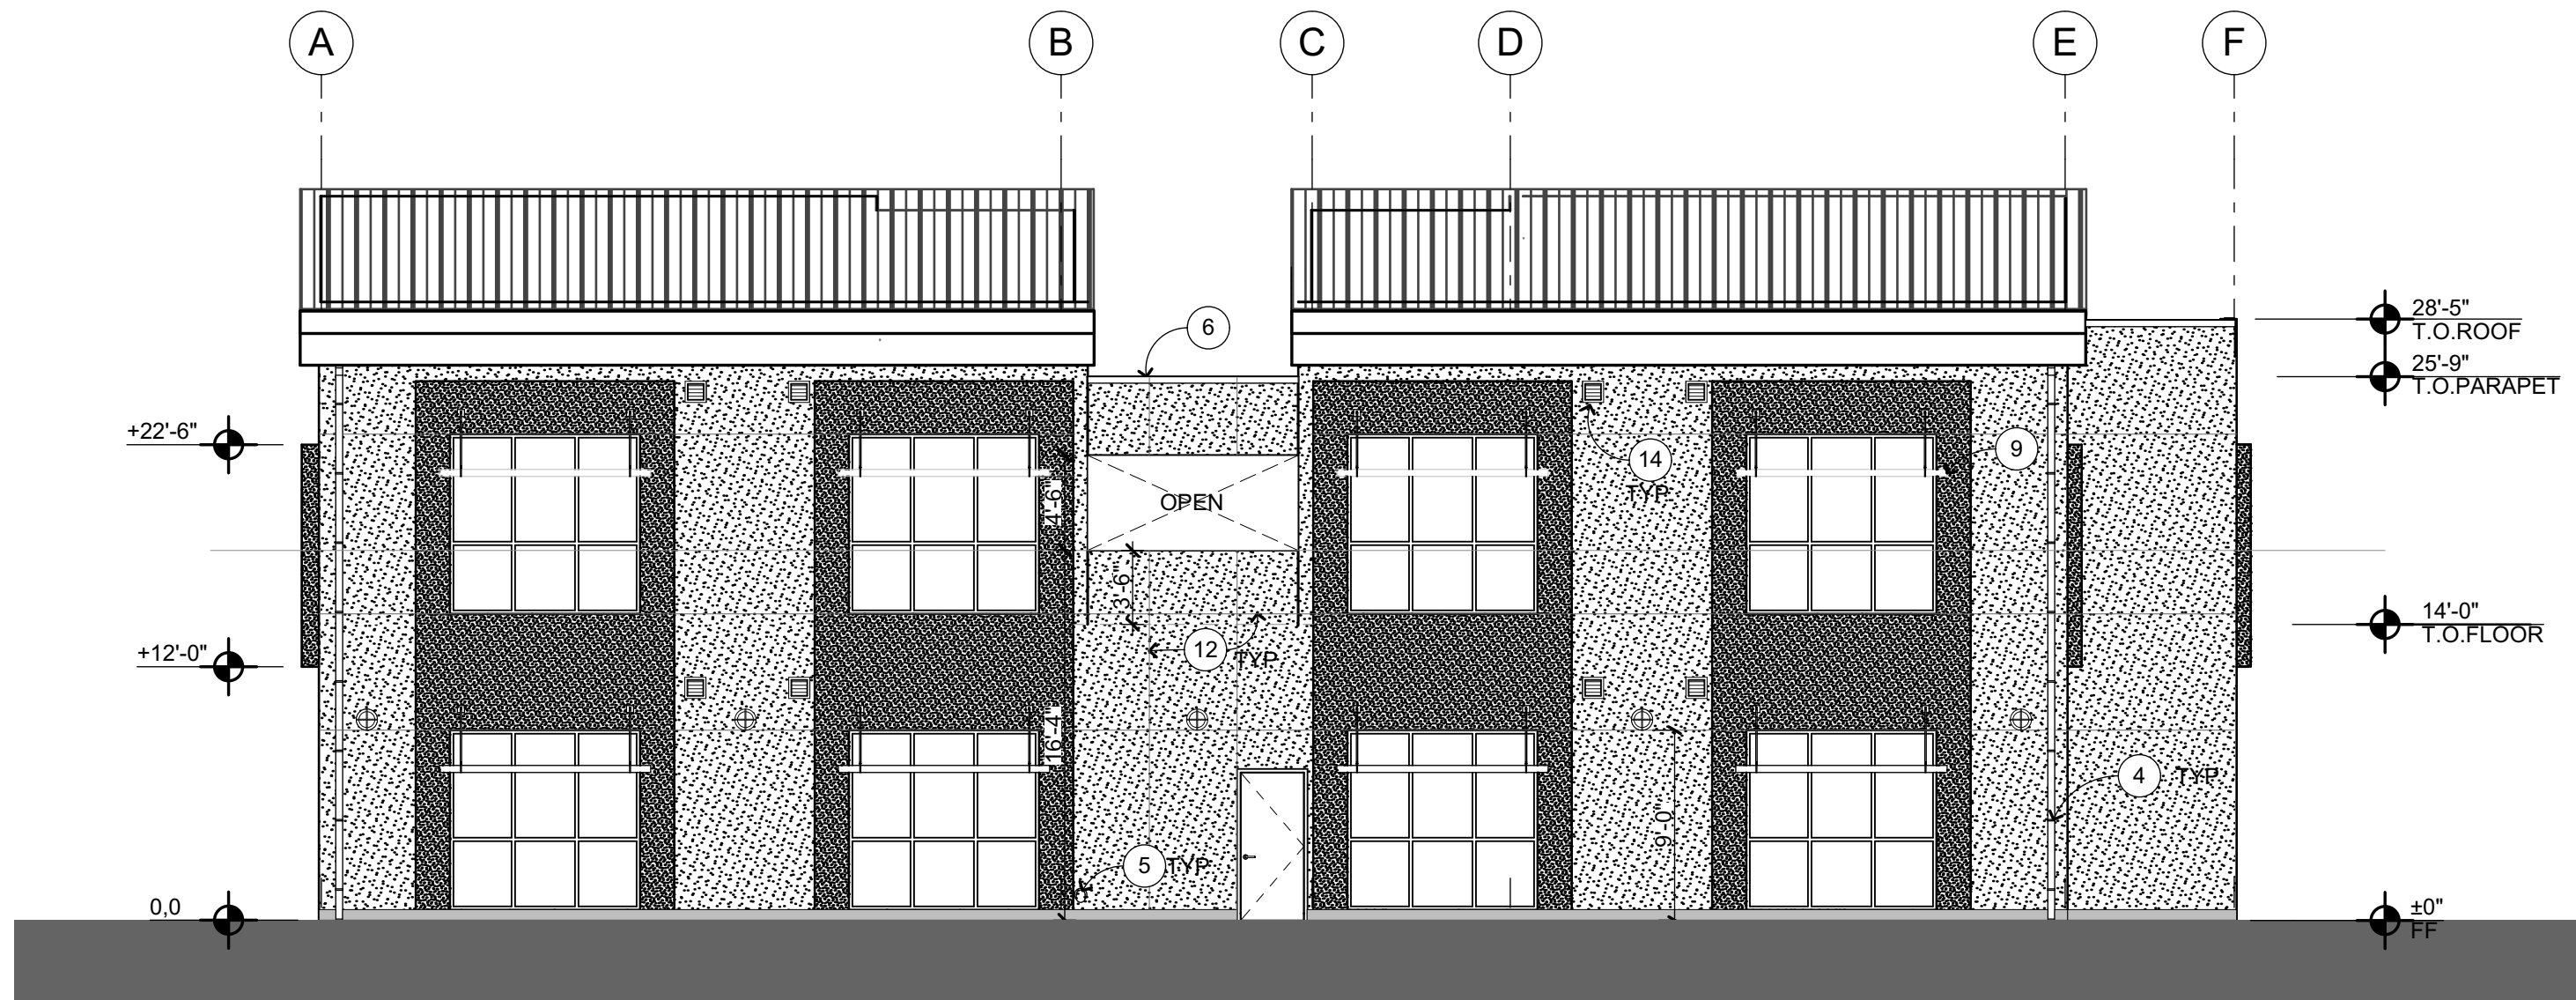 A B C D E F
6
28'-5"
T.O.ROOF
25'-9"
T.O.PARAPET
+22'-6"
14
TYP
9
4'-6"
OPEN
3'-6"
14'-0"
T.O.FLOOR
12 TYP
+12'-0"
16'-4"
4 TYP
9'-0"
5 TYP
0,0
±0"
FF